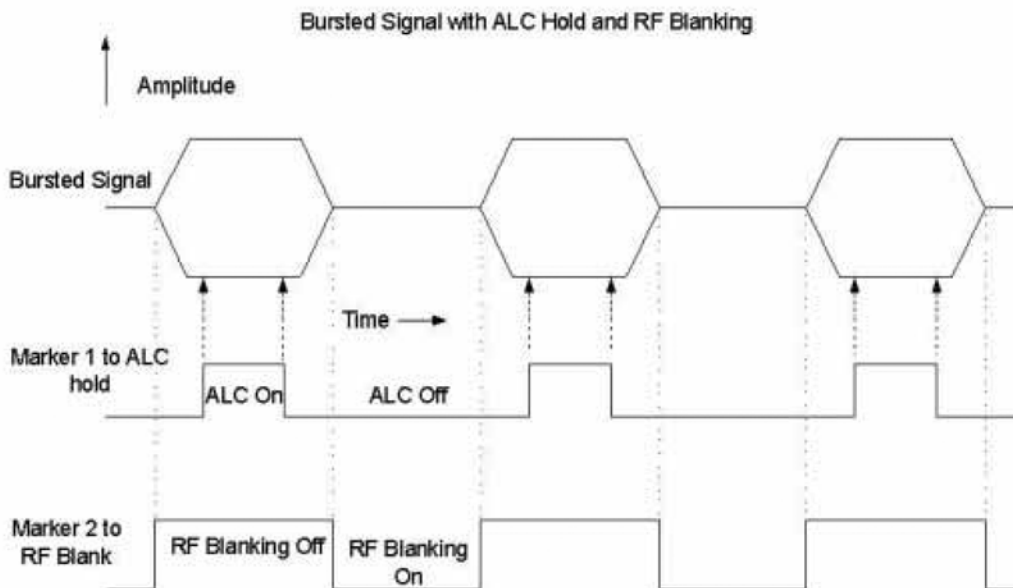 Bursted Signal with ALC Hold and RF Blanking
Amplitude
Bursted Signal
Time
Marker 1 to ALC
hold
ALC On
ALC Off
Marker 2 to
RF Blank
RF Blanking Off
RF Blanking
On